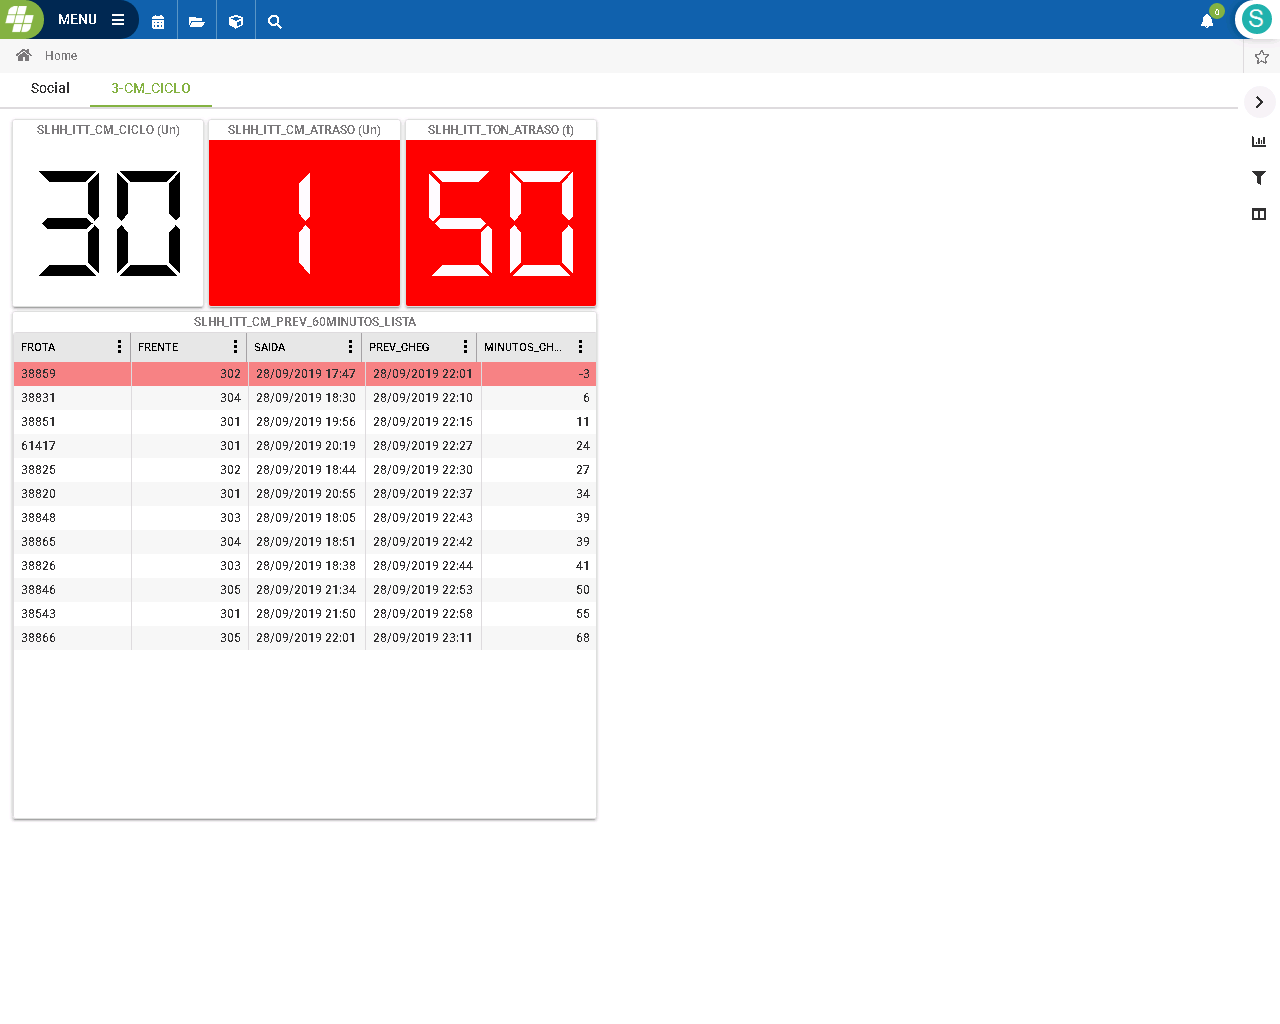 MENU
0
S
Home
Social
3-CM_CICLO
SLHH_ITT_CM_CICLO (Un)
SLHH_ITT_CM_ATRASO (Un)
SLHH_ITT_TON_ATRASO (t)
30
1
50
SLHH_ITT_CM_PREV_60MINUTOS_LISTA
FROTA FRENTE SAIDA PREV_CHEG MINUTOS_CH...
38859 302 28/09/2019 17:47 28/09/2019 22:01 -3
38831 304 28/09/2019 18:30 28/09/2019 22:10 6
38851 301 28/09/2019 19:56 28/09/2019 22:15 11
61417 301 28/09/2019 20:19 28/09/2019 22:27 24
38825 302 28/09/2019 18:44 28/09/2019 22:30 27
38820 301 28/09/2019 20:55 28/09/2019 22:37 34
38848 303 28/09/2019 18:05 28/09/2019 22:43 39
38865 304 28/09/2019 18:51 28/09/2019 22:42 39
38826 303 28/09/2019 18:38 28/09/2019 22:44 41
38846 305 28/09/2019 21:34 28/09/2019 22:53 50
38543 301 28/09/2019 21:50 28/09/2019 22:58 55
38866 305 28/09/2019 22:01 28/09/2019 23:11 68